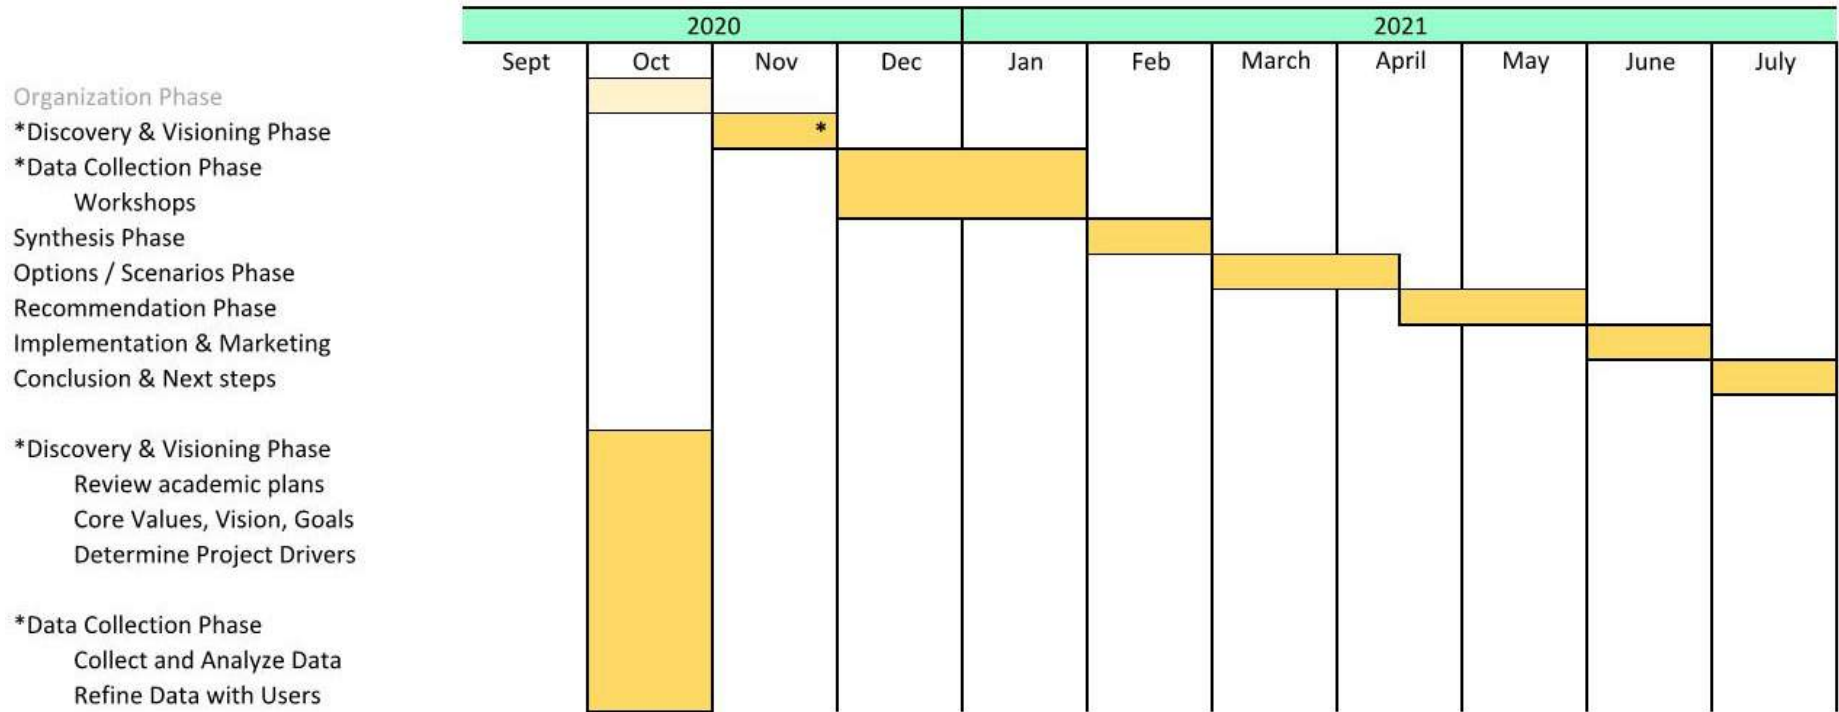 2020 2021
Sept Oct Nov Dec Jan Feb March April May June July
Organization Phase
*Discovery & Visioning Phase *
*Data Collection Phase
Workshops
Synthesis Phase
Options / Scenarios Phase
Recommendation Phase
Implementation & Marketing
Conclusion & Next steps
*Discovery & Visioning Phase
Review academic plans
Core Values, Vision, Goals
Determine Project Drivers
*Data Collection Phase
Collect and Analyze Data
Refine Data with Users